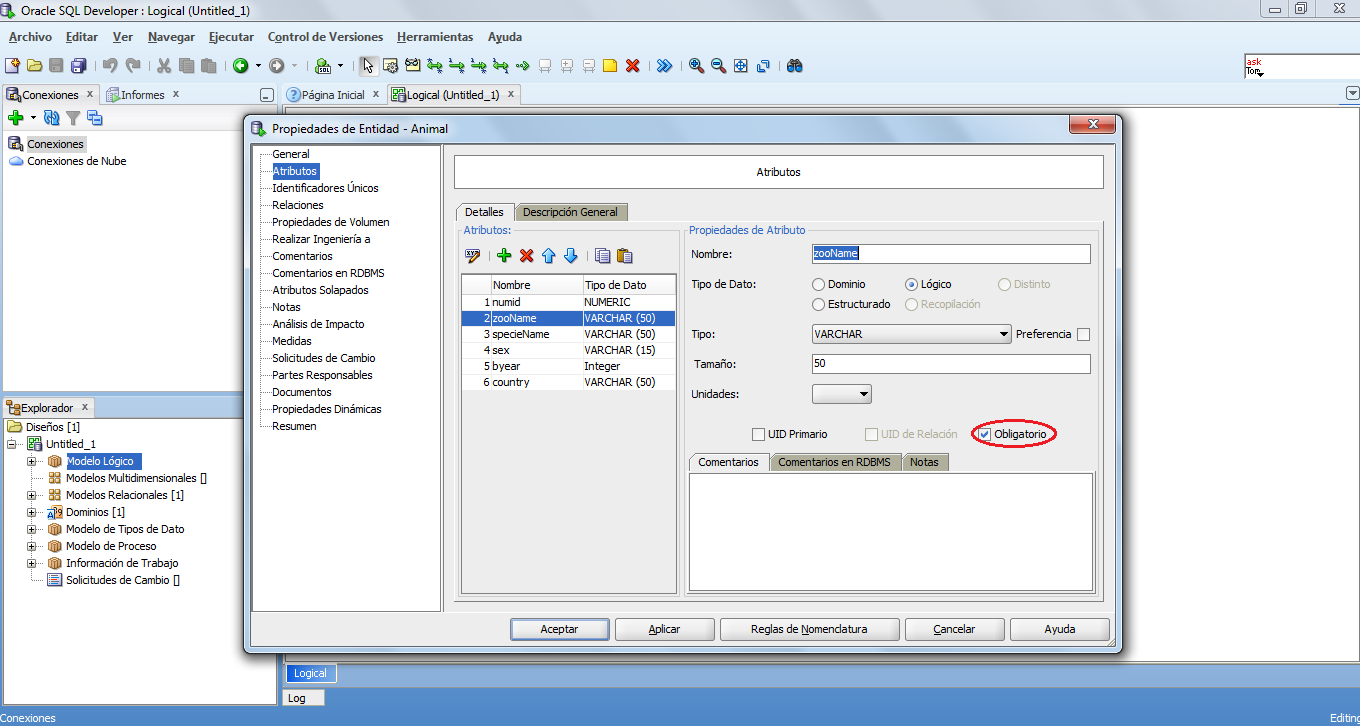 Oracle SQL Developer : Logical (Untitled_1)
Archivo Editar Ver Navegar Ejecutar Control de Versiones Herramientas Ayuda
SQL
ask
Tom
Conexiones x Informes x
Página Inicial x Logical (Untitled_1) x
Conexiones
Conexiones de Nube
Explorador x
Diseños [1]
Untitled_1
Modelo Lógico
Modelos Multidimensionales []
Modelos Relacionales [1]
Dominios [1]
Modelo de Tipos de Dato
Modelo de Proceso
Información de Trabajo
Solicitudes de Cambio []
Propiedades de Entidad - Animal
General
Atributos
Identificadores Únicos
Relaciones
Propiedades de Volumen
Realizar Ingeniería a
Comentarios
Comentarios en RDBMS
Atributos Solapados
Notas
Análisis de Impacto
Medidas
Solicitudes de Cambio
Partes Responsables
Documentos
Propiedades Dinámicas
Resumen
Atributos
Detalles Descripción General
Atributos:
Nombre Tipo de Dato
1 numid NUMERIC
2 zooName VARCHAR (50)
3 specieName VARCHAR (50)
4 sex VARCHAR (15)
5 byear Integer
6 country VARCHAR (50)
Propiedades de Atributo
Nombre: zooName
Tipo de Dato: Dominio Lógico Distinto
Estructurado Recopilación
Tipo: VARCHAR Preferencia
Tamaño: 50
Unidades:
UID Primario UID de Relación Obligatorio
Comentarios Comentarios en RDBMS Notas
Aceptar Aplicar Reglas de Nomenclatura Cancelar Ayuda
Logical
Log
Conexiones Editing